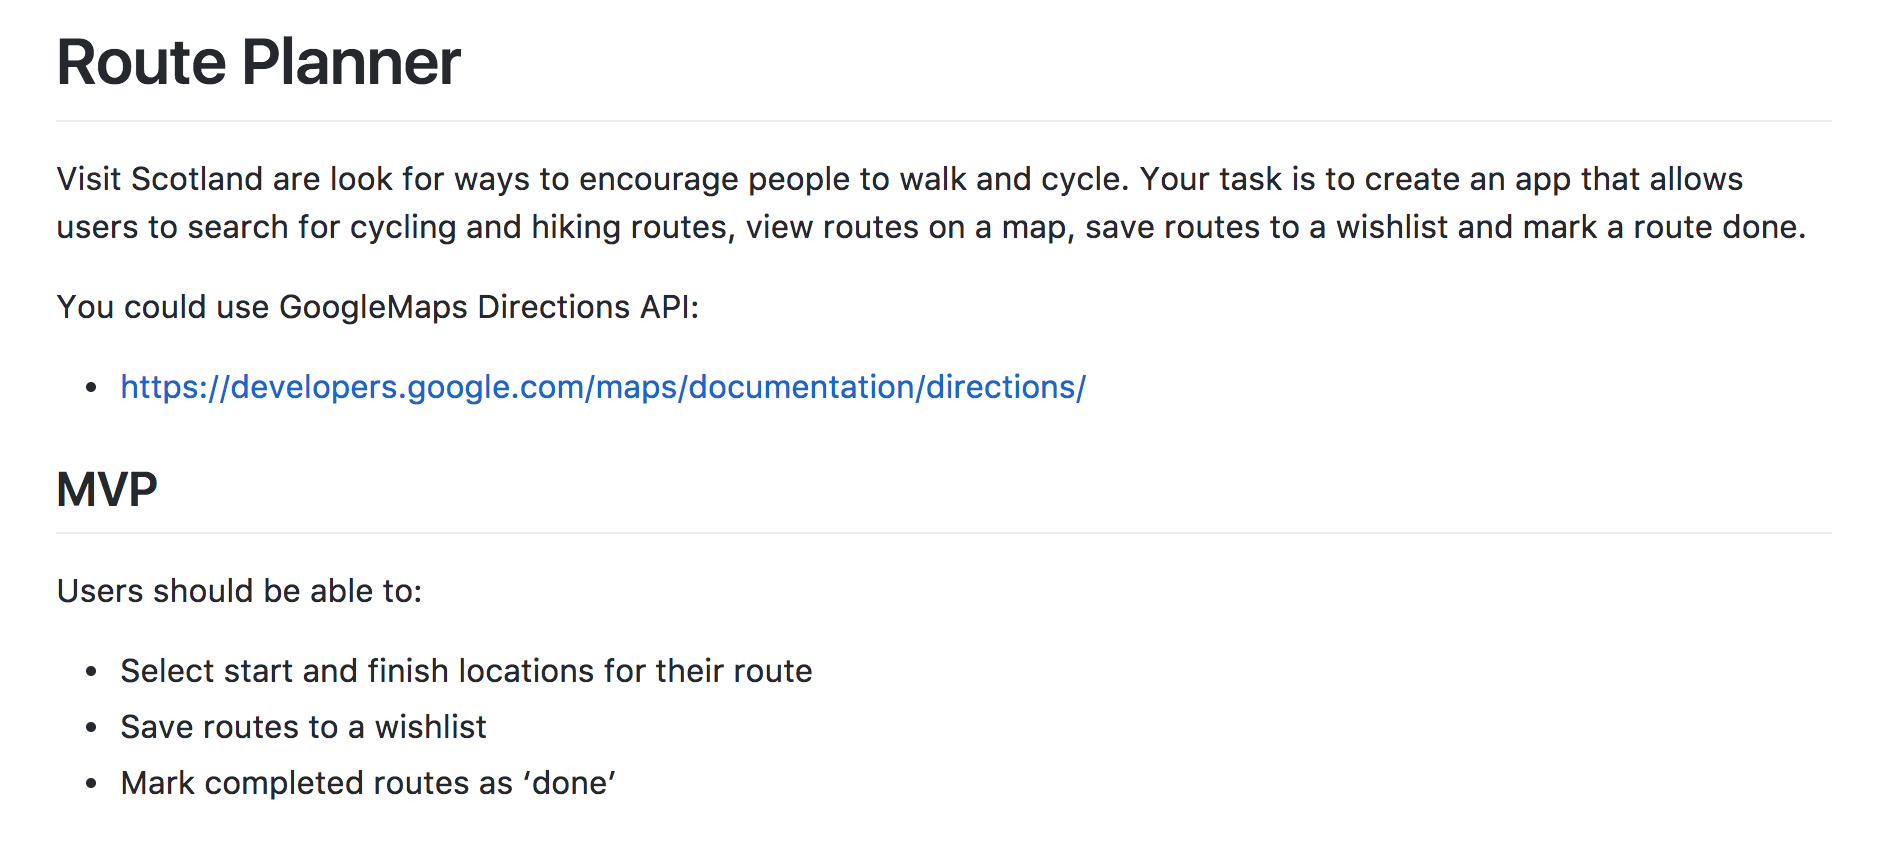 Route Planner
Visit Scotland are look for ways to encourage people to walk and cycle. Your task is to create an app that allows
users to search for cycling and hiking routes, view routes on a map, save routes to a wishlist and mark a route done.
You could use GoogleMaps Directions API:
• https://developers.google.com/maps/documentation/directions/
MVP
Users should be able to:
• Select start and finish locations for their route
• Save routes to a wishlist
• Mark completed routes as ‘done’